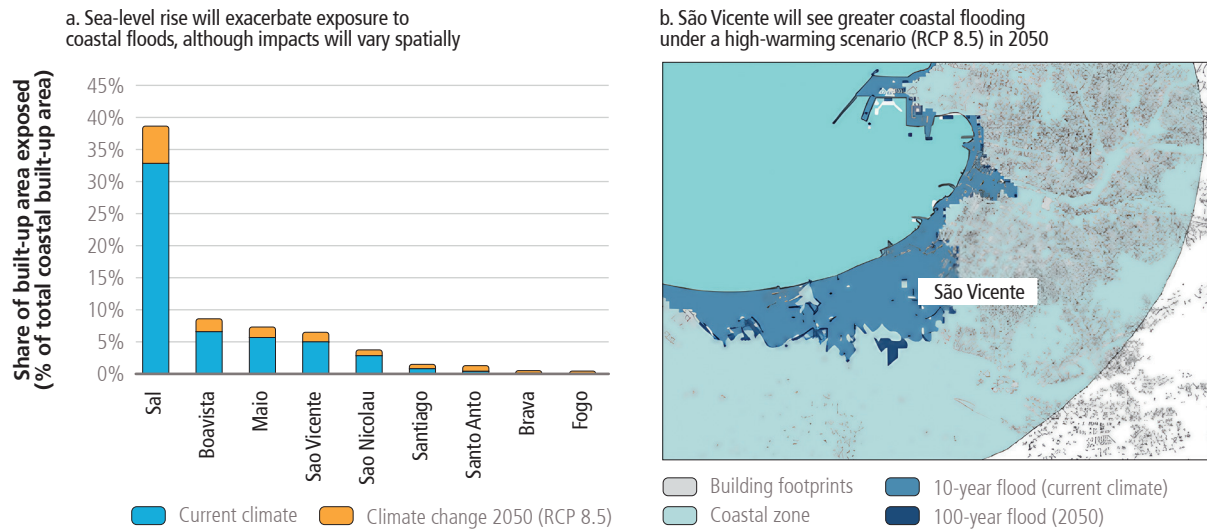 a. Sea-level rise will exacerbate exposure to
coastal floods, although impacts will vary spatially
Share of built-up area exposed
(% of total coastal built-up area)
45%
40%
35%
30%
25%
20%
15%
10%
5%
0%
Sal
Boavista
Maio
Sao Vicente
Sao Nicolau
Santiago
Santo Anto
Brava
Fogo
Current climate
Climate change 2050 (RCP 8.5)
b. São Vicente will see greater coastal flooding
under a high-warming scenario (RCP 8.5) in 2050
São Vicente
Building footprints
10-year flood (current climate)
Coastal zone
100-year flood (2050)